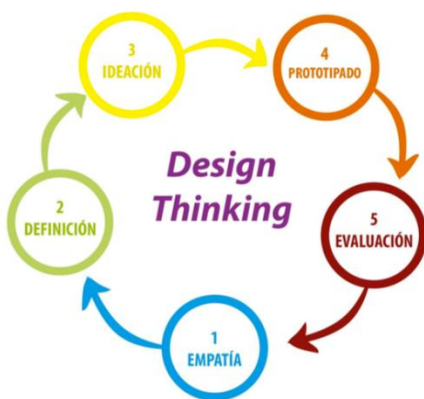 3
IDEACIÓN
4
PROTOTIPADO
Design
Thinking
2
DEFINICIÓN
5
EVALUACIÓN
1
EMPATÍA